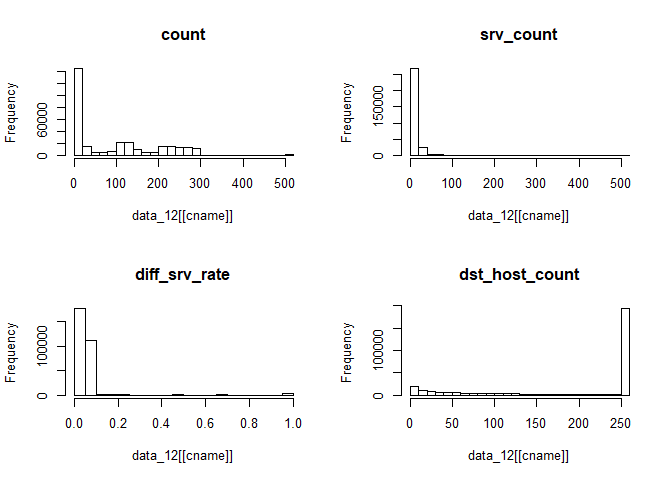 count
Frequency
0
60000
0
100
200
300
400
500
data_12[[cname]]
srv_count
Frequency
0
150000
0
100
200
300
400
500
data_12[[cname]]
diff_srv_rate
Frequency
0
100000
0.0
0.2
0.4
0.6
0.8
1.0
data_12[[cname]]
dst_host_count
Frequency
0
100000
0
50
100
150
200
250
data_12[[cname]]